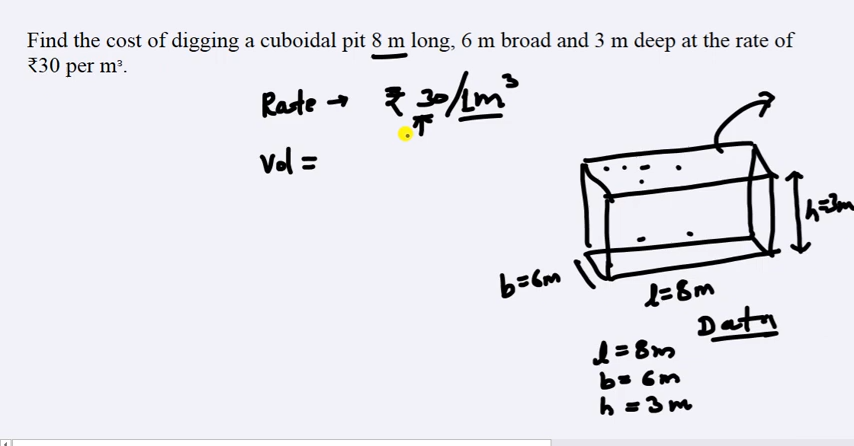 Find the cost of digging a cuboidal pit 8 m long, 6 m broad and 3 m deep at the rate of
₹30 per m³.
Rate → ₹ 30/1m³
Vol =
h=3m
b=6m
l=8m
Data
l = 8m
b = 6m
h = 3m